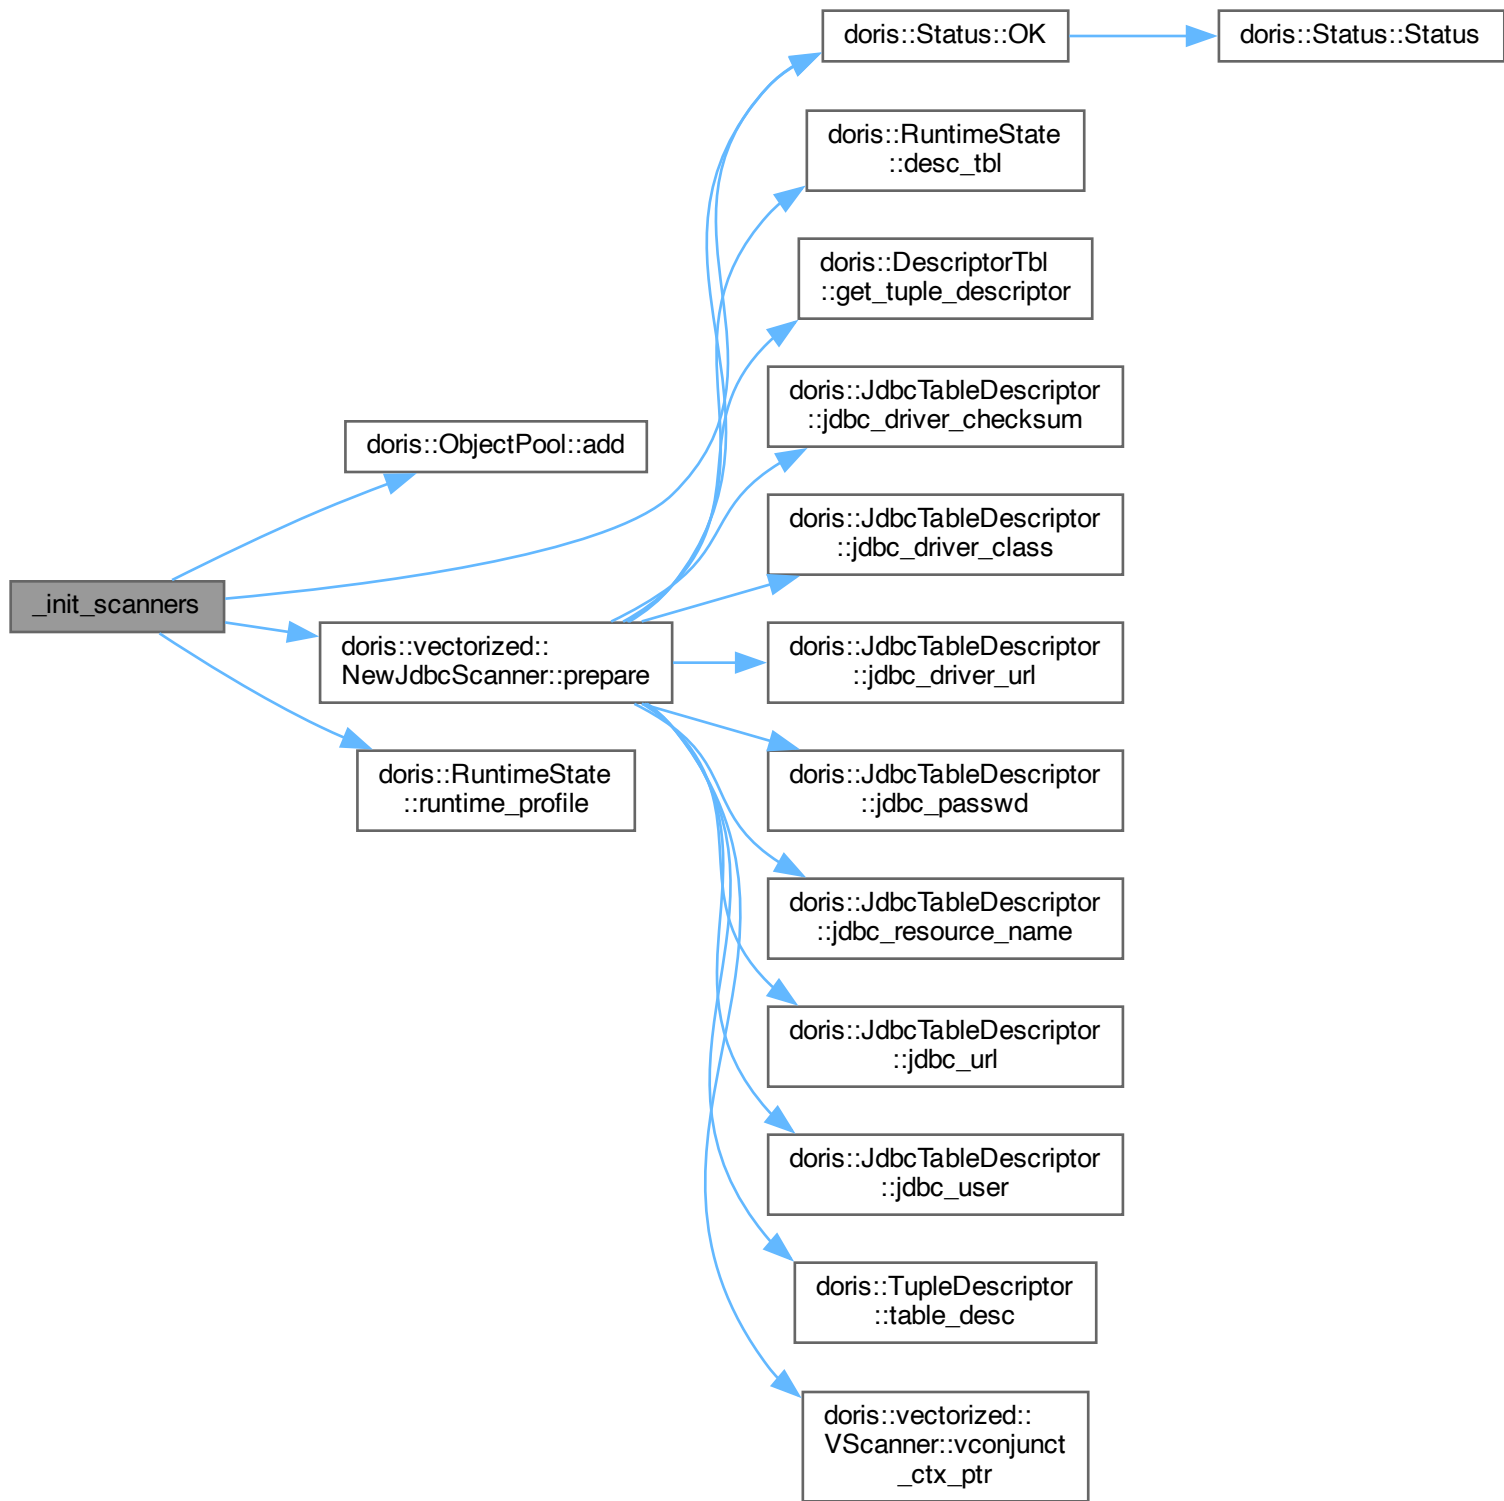 doris::Status::OK
doris::Status::Status
doris::RuntimeState
::desc_tbl
doris::DescriptorTbl
::get_tuple_descriptor
doris::JdbcTableDescriptor
::jdbc_driver_checksum
doris::ObjectPool::add
doris::JdbcTableDescriptor
::jdbc_driver_class
_init_scanners
doris::vectorized::
NewJdbcScanner::prepare
doris::JdbcTableDescriptor
::jdbc_driver_url
doris::RuntimeState
::runtime_profile
doris::JdbcTableDescriptor
::jdbc_passwd
doris::JdbcTableDescriptor
::jdbc_resource_name
doris::JdbcTableDescriptor
::jdbc_url
doris::JdbcTableDescriptor
::jdbc_user
doris::TupleDescriptor
::table_desc
doris::vectorized::
VScanner::vconjunct
_ctx_ptr